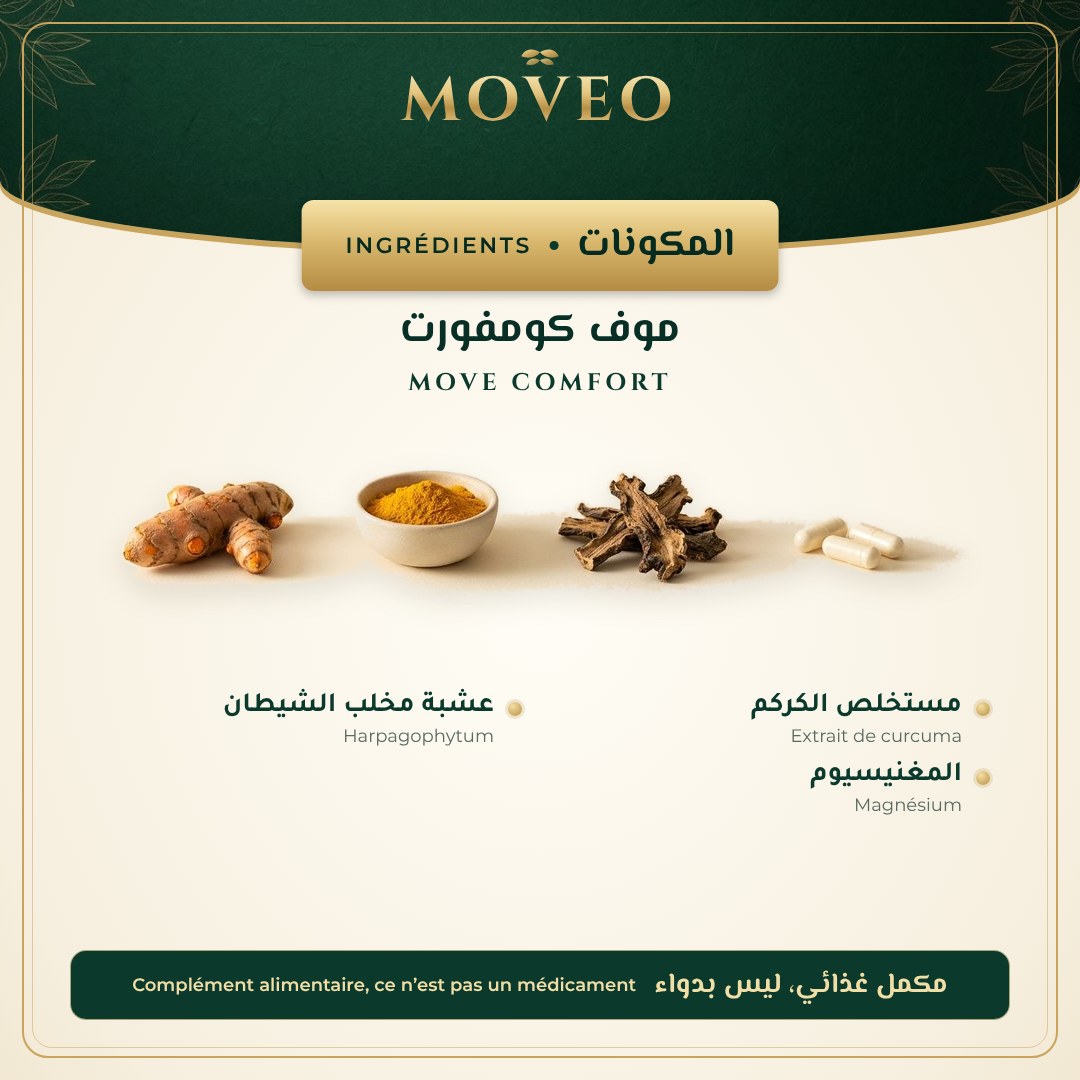 MOVEO
المكونات • INGRÉDIENTS
موف كومفورت
MOVE COMFORT
مستخلص الكركم
Extrait de curcuma
عشبة مخلب الشيطان
Harpagophytum
المغنيسيوم
Magnésium
مكمل غذائي، ليس بدواء Complément alimentaire, ce n’est pas un médicament